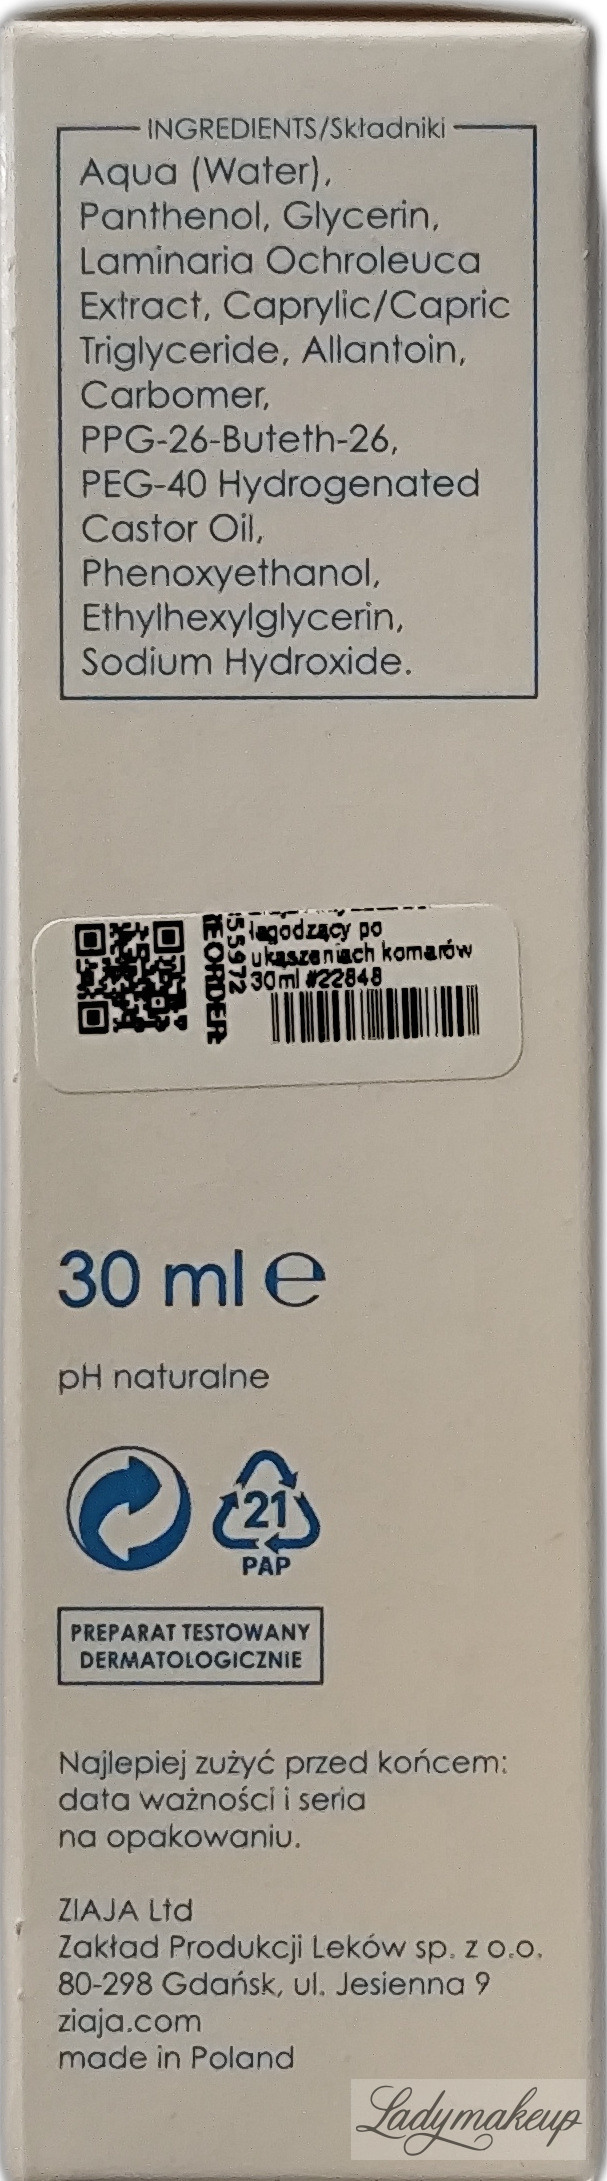 INGREDIENTS/Składniki
Aqua (Water),
Panthenol, Glycerin,
Laminaria Ochroleuca
Extract, Caprylic/Capric
Triglyceride, Allantoin,
Carbomer,
PPG-26-Buteth-26,
PEG-40 Hydrogenated
Castor Oil,
Phenoxyethanol,
Ethylhexylglycerin,
Sodium Hydroxide.
łagodzący po
ukąszeniach komarów
30ml #22848
55972
30 ml e
pH naturalne
21
PAP
PREPARAT TESTOWANY
DERMATOLOGICZNIE
Najlepiej zużyć przed końcem:
data ważności i seria
na opakowaniu.
ZIAJA Ltd
Zakład Produkcji Leków sp. z o.o.
80-298 Gdańsk, ul. Jesienna 9
ziaja.com
made in Poland
Ladymakeup